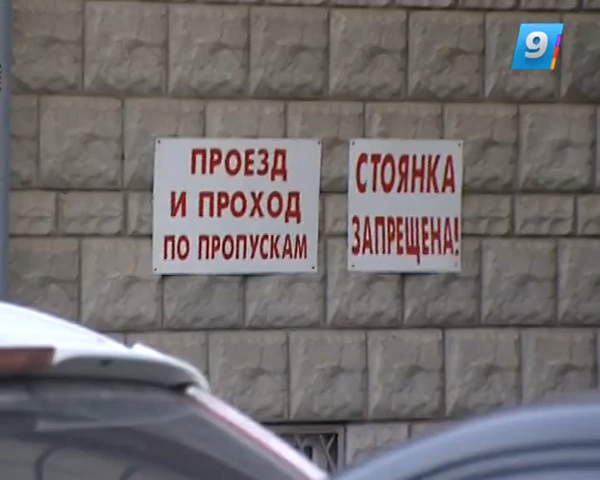 9
ПРОЕЗД
И ПРОХОД
ПО ПРОПУСКАМ
СТОЯНКА
ЗАПРЕЩЕНА!